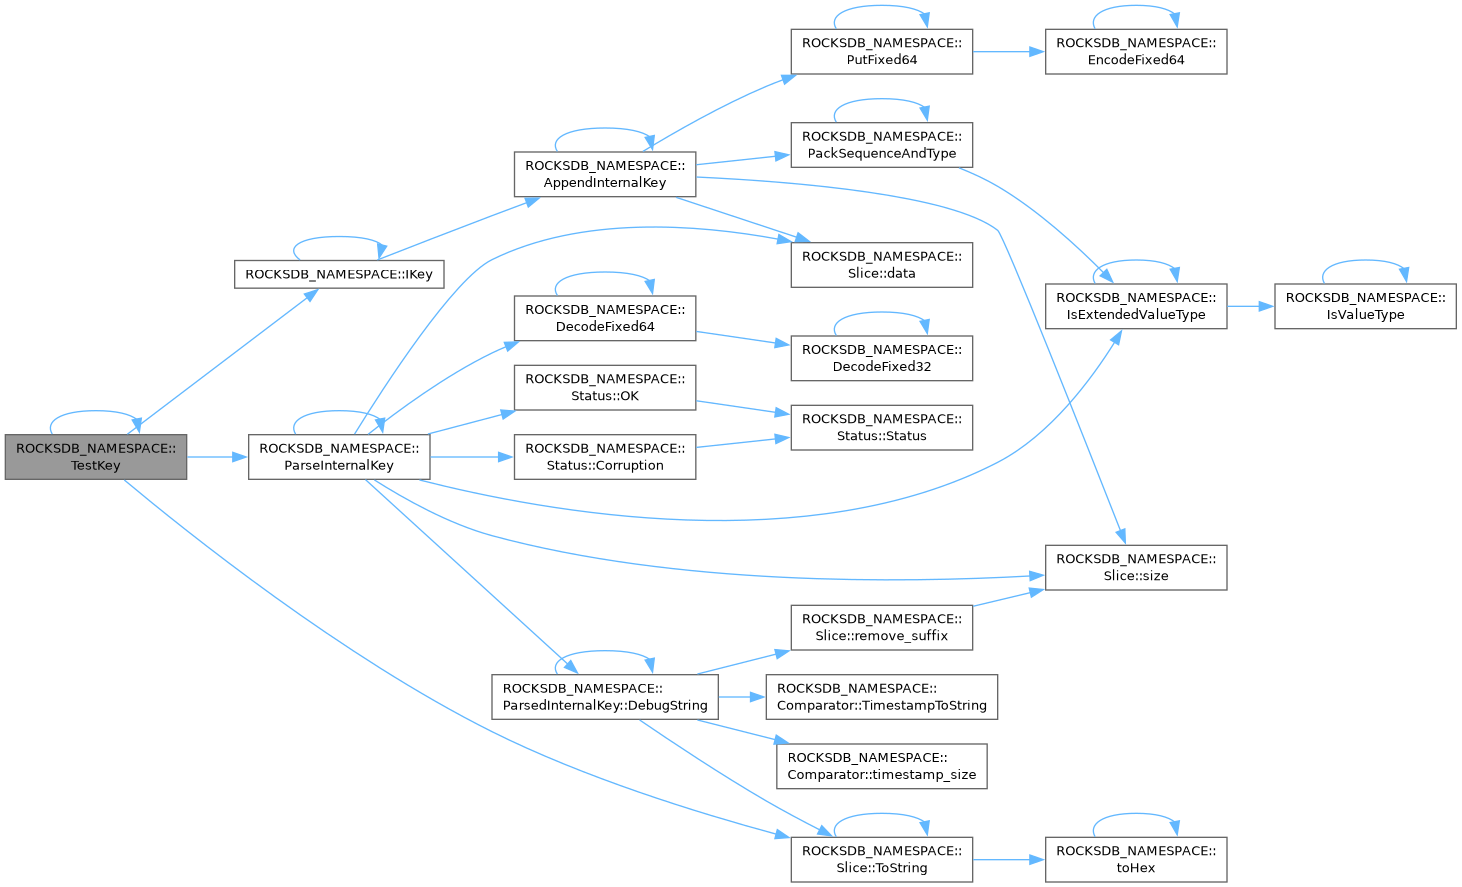 ROCKSDB_NAMESPACE::
TestKey
ROCKSDB_NAMESPACE::IKey
ROCKSDB_NAMESPACE::
ParseInternalKey
ROCKSDB_NAMESPACE::
AppendInternalKey
ROCKSDB_NAMESPACE::
DecodeFixed64
ROCKSDB_NAMESPACE::
Status::OK
ROCKSDB_NAMESPACE::
Status::Corruption
ROCKSDB_NAMESPACE::
ParsedInternalKey::DebugString
ROCKSDB_NAMESPACE::
PutFixed64
ROCKSDB_NAMESPACE::
PackSequenceAndType
ROCKSDB_NAMESPACE::
Slice::data
ROCKSDB_NAMESPACE::
DecodeFixed32
ROCKSDB_NAMESPACE::
Status::Status
ROCKSDB_NAMESPACE::
Slice::remove_suffix
ROCKSDB_NAMESPACE::
Comparator::TimestampToString
ROCKSDB_NAMESPACE::
Comparator::timestamp_size
ROCKSDB_NAMESPACE::
Slice::ToString
ROCKSDB_NAMESPACE::
EncodeFixed64
ROCKSDB_NAMESPACE::
IsExtendedValueType
ROCKSDB_NAMESPACE::
Slice::size
ROCKSDB_NAMESPACE::
toHex
ROCKSDB_NAMESPACE::
IsValueType